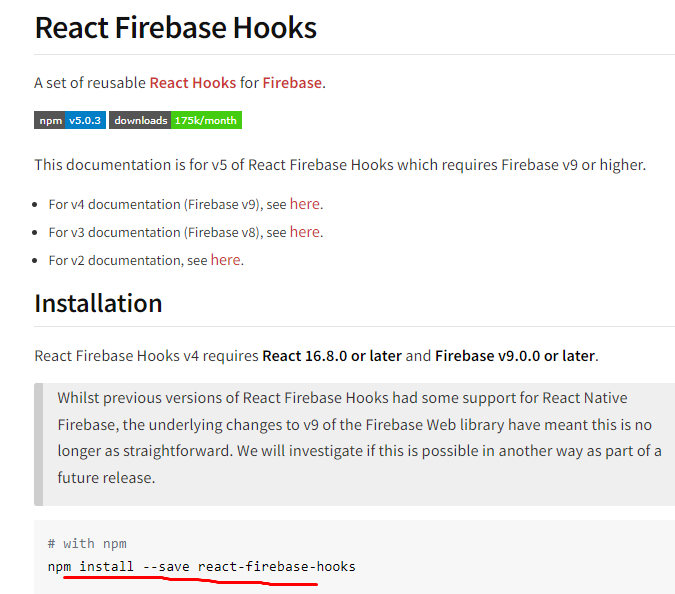 React Firebase Hooks
A set of reusable React Hooks for Firebase.
npm v5.0.3 downloads 175k/month
This documentation is for v5 of React Firebase Hooks which requires Firebase v9 or higher.
For v4 documentation (Firebase v9), see here.
For v3 documentation (Firebase v8), see here.
For v2 documentation, see here.
Installation
React Firebase Hooks v4 requires React 16.8.0 or later and Firebase v9.0.0 or later.
Whilst previous versions of React Firebase Hooks had some support for React Native
Firebase, the underlying changes to v9 of the Firebase Web library have meant this is no
longer as straightforward. We will investigate if this is possible in another way as part of a
future release.
# with npm
npm install --save react-firebase-hooks